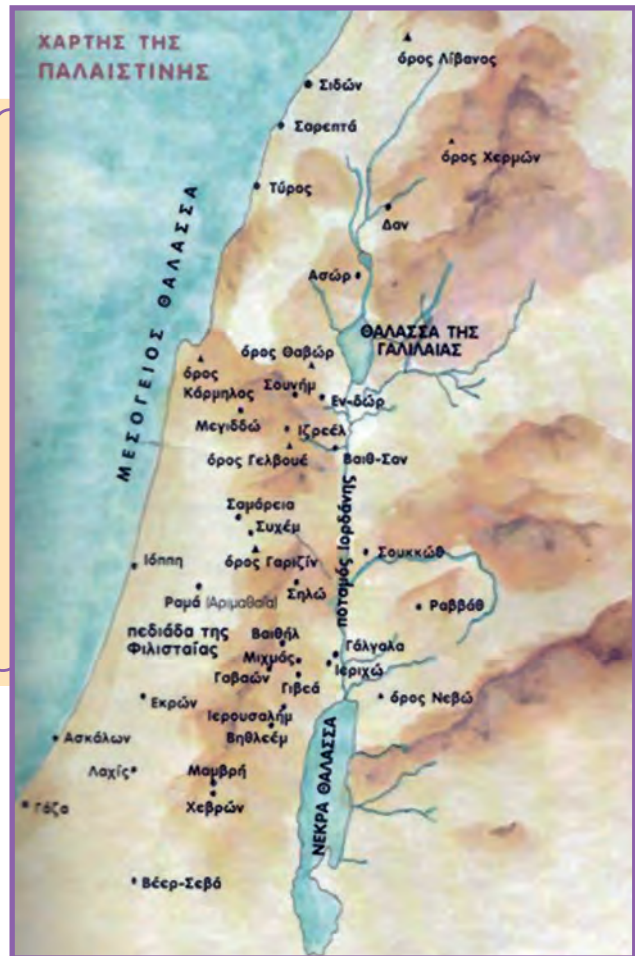 ΧΑΡΤΗΣ ΤΗΣ
ΠΑΛΑΙΣΤΙΝΗΣ
όρος Λίβανος
Σιδών
Σαρεπτά
όρος Χερμών
Τύρος
Δαν
Ασώρ
ΜΕΣΟΓΕΙΟΣ ΘΑΛΑΣΣΑ
ΘΑΛΑΣΣΑ ΤΗΣ
ΓΑΛΙΛΑΙΑΣ
όρος Θαβώρ
όρος
Κάρμηλος
Σουνήμ
Εν-δώρ
Μεγιδδώ
Ιζρεέλ
όρος Γελβουέ
Βαιθ-Σαν
Σαμάρεια
Συχέμ
ποταμός Ιορδάνης
Σουκκώθ
όρος Γαριζίν
Ιόππη
Σηλώ
Ραμά (Αριμαθαία)
Ραββάθ
πεδιάδα της
Φιλισταίας
Βαιθήλ
Μιχμός
Γάλγαλα
Γαβαών
Ιεριχώ
Γιβεά
Εκρών
όρος Νεβώ
Ιερουσαλήμ
Βηθλεέμ
Ασκάλων
Λαχίς
Μαμβρή
Χεβρών
Γάζα
ΝΕΚΡΑ ΘΑΛΑΣΣΑ
Βέερ-Σεβά